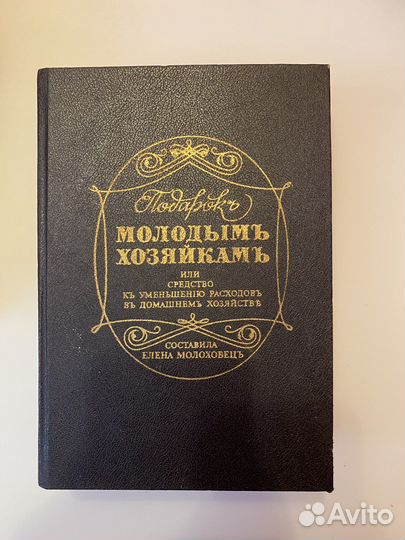 Подарокъ
МОЛОДЫМЪ
ХОЗЯЙКАМЪ
ИЛИ
СРЕДСТВО
КЪ УМЕНЬШЕНІЮ РАСХОДОВЪ
ВЪ ДОМАШНЕМЪ ХОЗЯЙСТВѢ
СОСТАВИЛА
ЕЛЕНА МОЛОХОВЕЦЪ
Avito